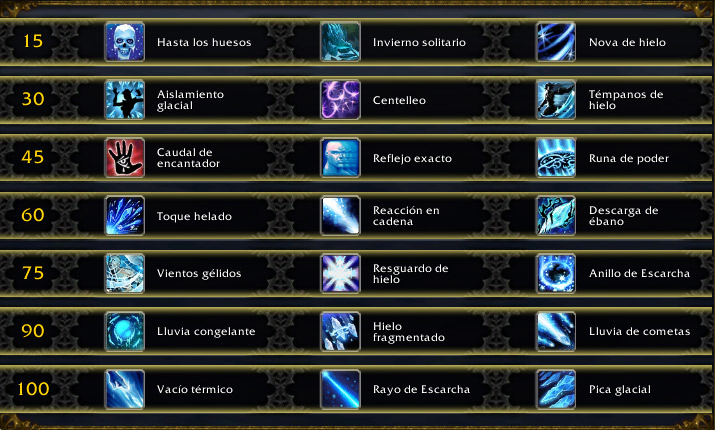 15
Hasta los huesos
Invierno solitario
Nova de hielo
30
Aislamiento
glacial
Centelleo
Témpanos de
hielo
45
Caudal de
encantador
Reflejo exacto
Runa de poder
60
Toque helado
Reacción en
cadena
Descarga de
ébano
75
Vientos gélidos
Resguardo de
hielo
Anillo de Escarcha
90
Lluvia congelante
Hielo
fragmentado
Lluvia de cometas
100
Vacío térmico
Rayo de Escarcha
Pica glacial